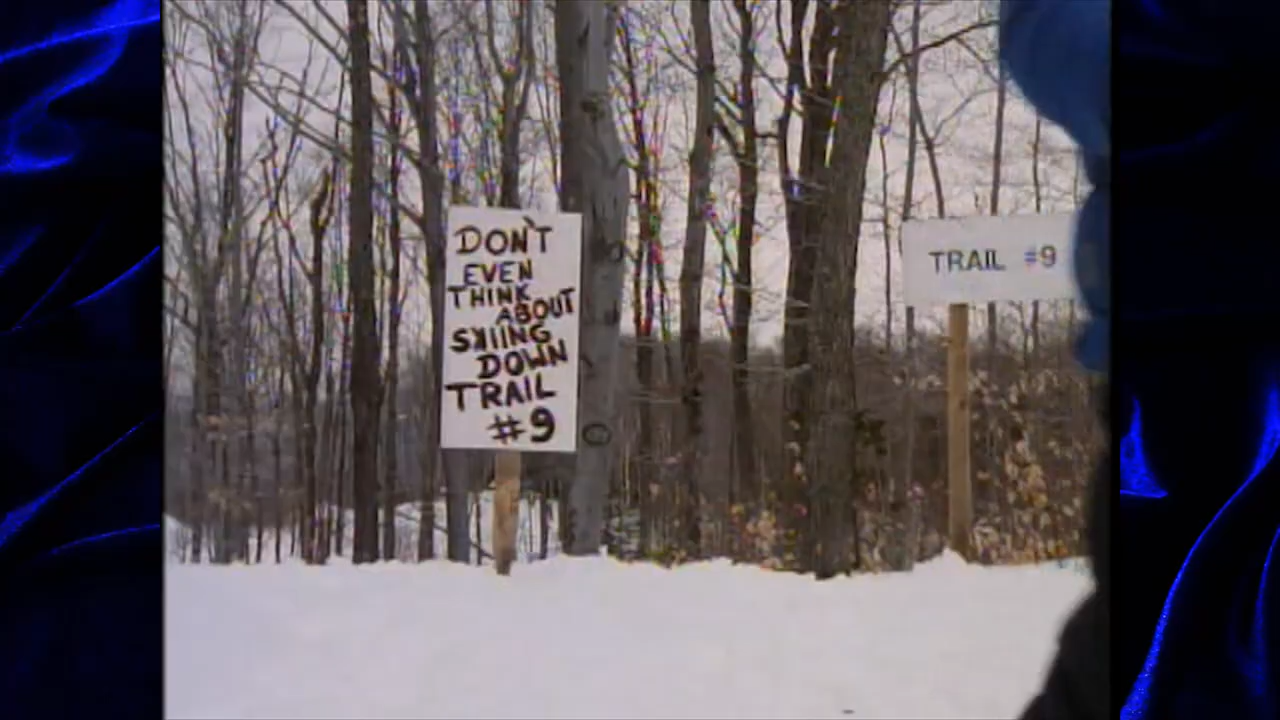 DON'T
EVEN
THINK
ABOUT
SKIING
DOWN
TRAIL
#9
TRAIL #9